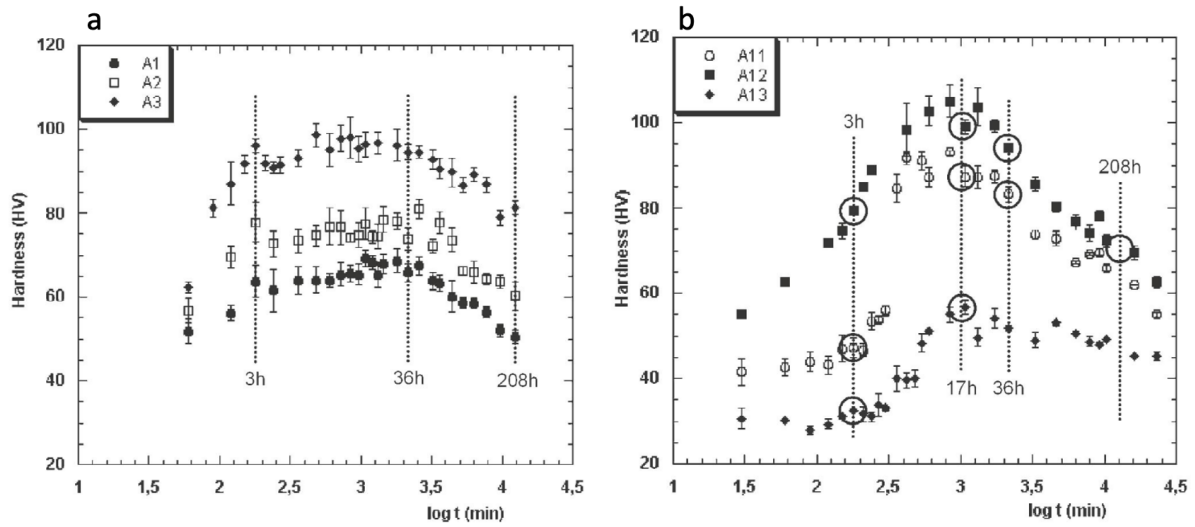 a
120
A1
A2
A3
100
80
60
40
20
Hardness (HV)
3h
36h
208h
1
1,5
2
2,5
3
3,5
4
4,5
log t (min)
b
120
A11
A12
A13
100
80
60
40
20
Hardness (HV)
3h
17h
36h
208h
1
1,5
2
2,5
3
3,5
4
4,5
log t (min)